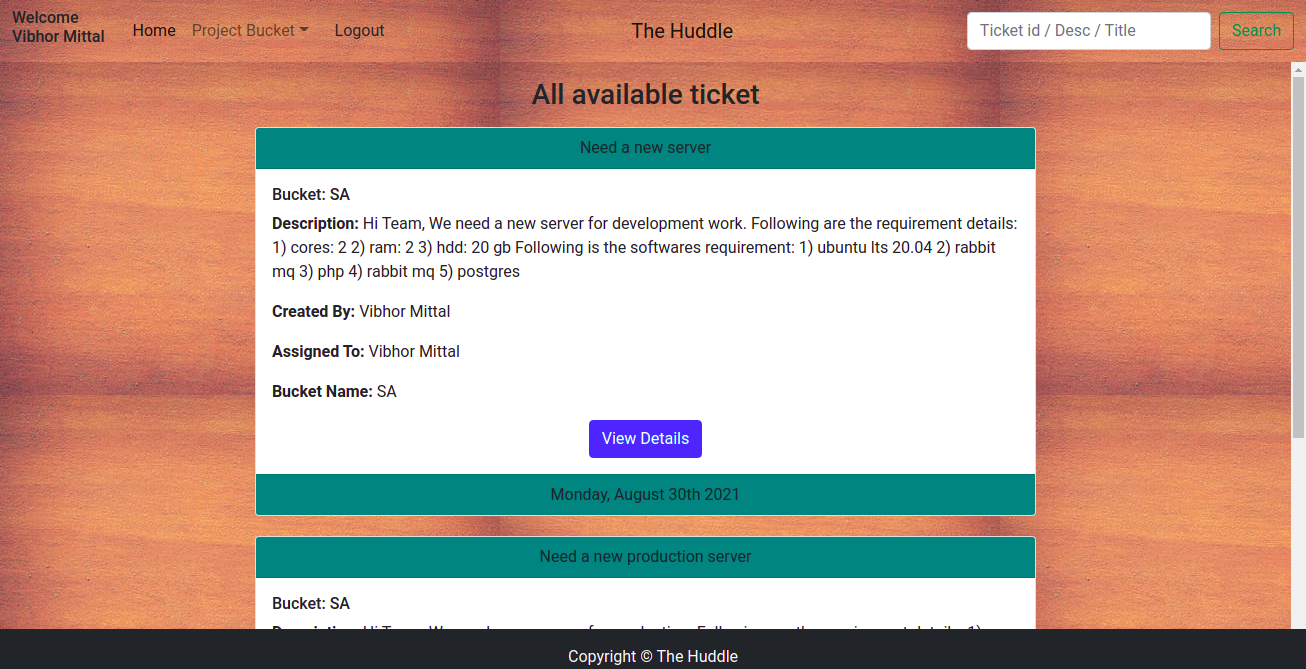 Welcome
Vibhor Mittal
Home
Project Bucket
Logout
The Huddle
Ticket id / Desc / Title
Search
All available ticket
Need a new server
Bucket: SA
Description: Hi Team, We need a new server for development work. Following are the requirement details:
1) cores: 2 2) ram: 2 3) hdd: 20 gb Following is the softwares requirement: 1) ubuntu lts 20.04 2) rabbit
mq 3) php 4) rabbit mq 5) postgres
Created By: Vibhor Mittal
Assigned To: Vibhor Mittal
Bucket Name: SA
View Details
Monday, August 30th 2021
Need a new production server
Bucket: SA
Copyright © The Huddle